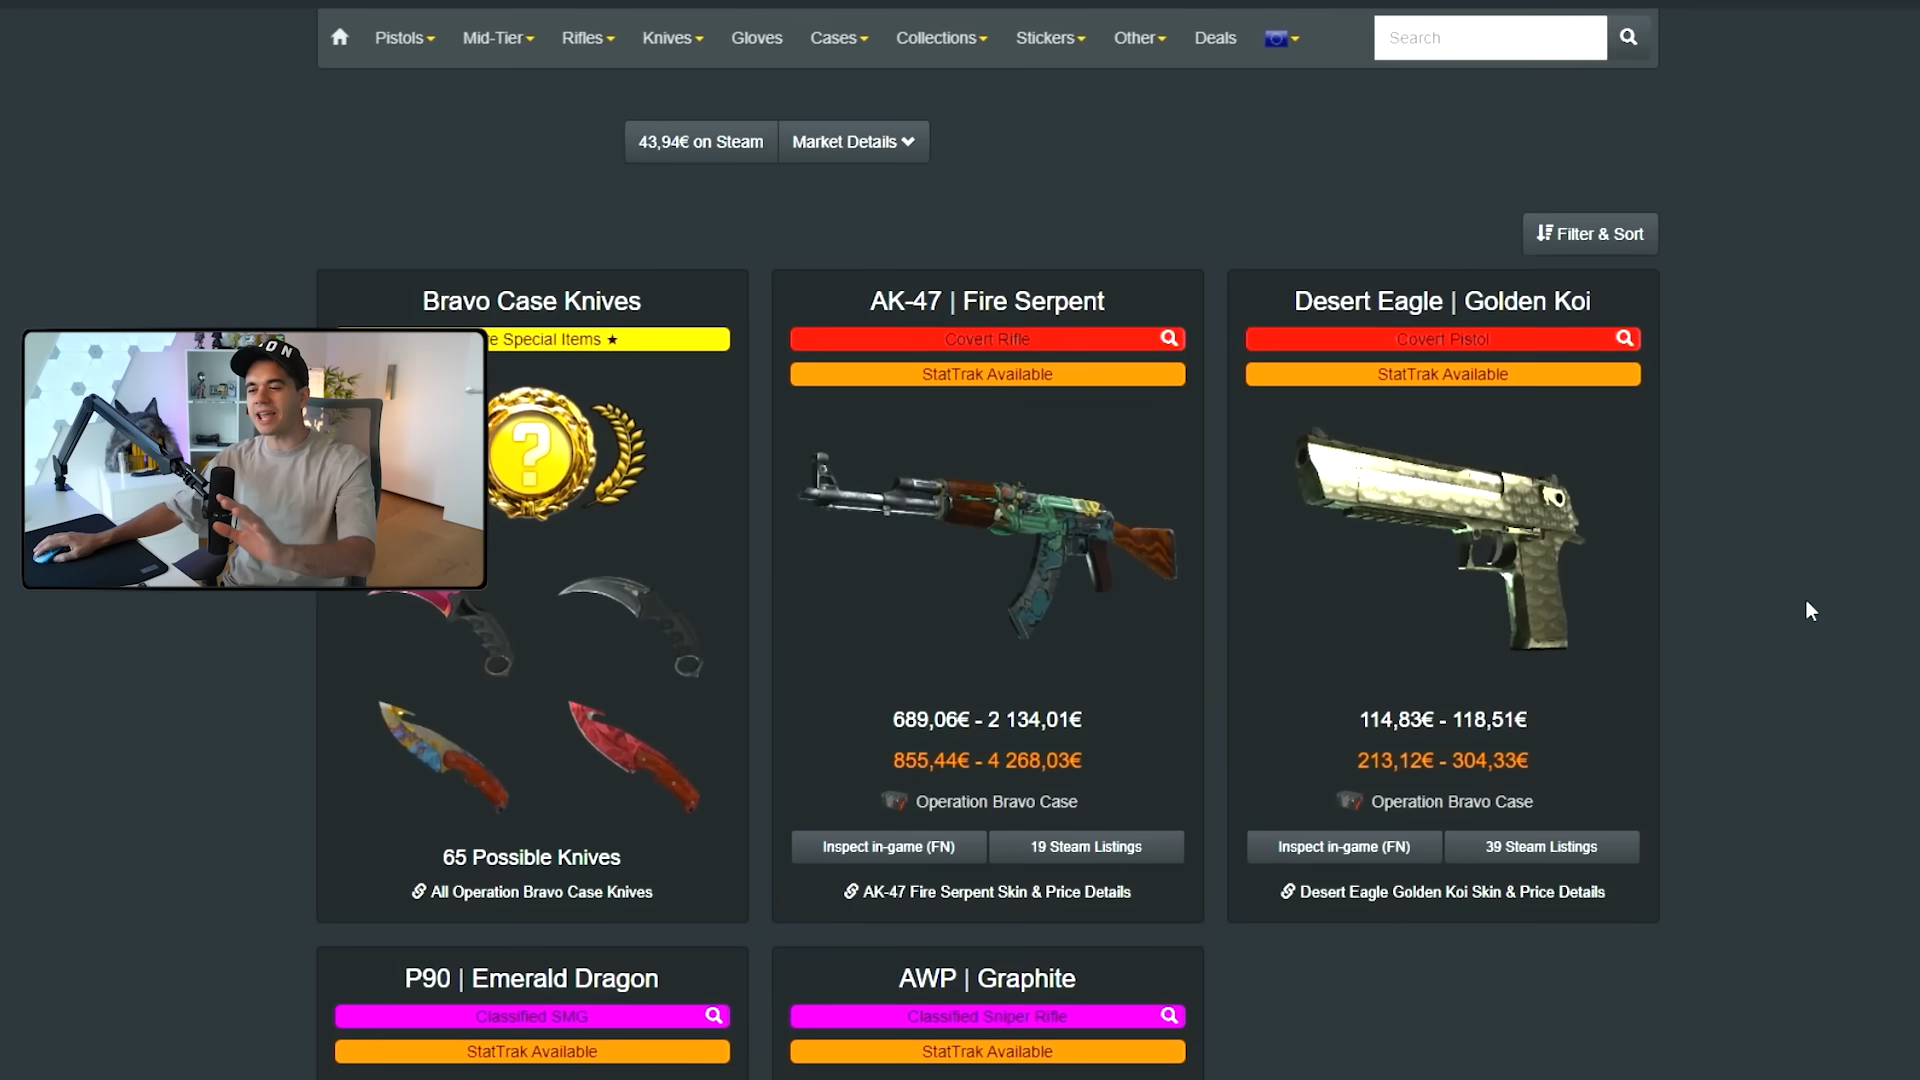 Pistols
Mid-Tier
Rifles
Knives
Gloves
Cases
Collections
Stickers
Other
Deals
Search
43,94€ on Steam
Market Details
Filter & Sort
Bravo Case Knives
Special Items ★
65 Possible Knives
All Operation Bravo Case Knives
AK-47 | Fire Serpent
Covert Rifle
StatTrak Available
689,06€ - 2 134,01€
855,44€ - 4 268,03€
Operation Bravo Case
Inspect in-game (FN)
19 Steam Listings
AK-47 Fire Serpent Skin & Price Details
Desert Eagle | Golden Koi
Covert Pistol
StatTrak Available
114,83€ - 118,51€
213,12€ - 304,33€
Operation Bravo Case
Inspect in-game (FN)
39 Steam Listings
Desert Eagle Golden Koi Skin & Price Details
P90 | Emerald Dragon
Classified SMG
StatTrak Available
AWP | Graphite
Classified Sniper Rifle
StatTrak Available